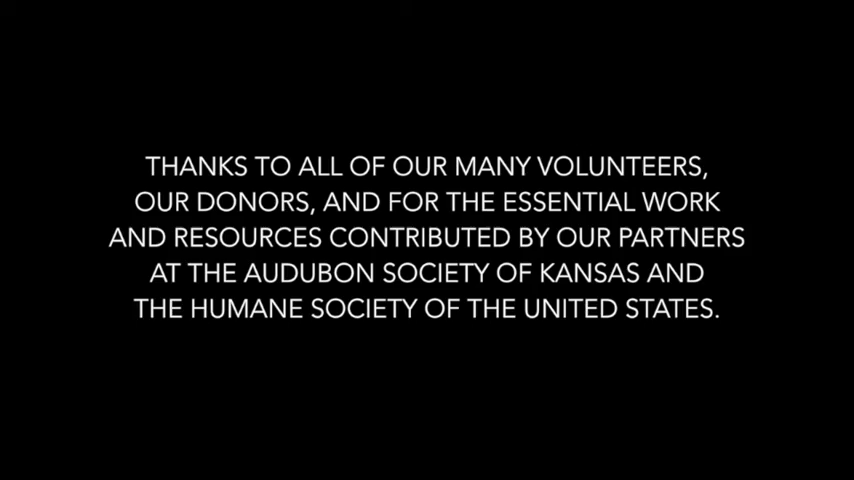 THANKS TO ALL OF OUR MANY VOLUNTEERS,
OUR DONORS, AND FOR THE ESSENTIAL WORK
AND RESOURCES CONTRIBUTED BY OUR PARTNERS
AT THE AUDUBON SOCIETY OF KANSAS AND
THE HUMANE SOCIETY OF THE UNITED STATES.